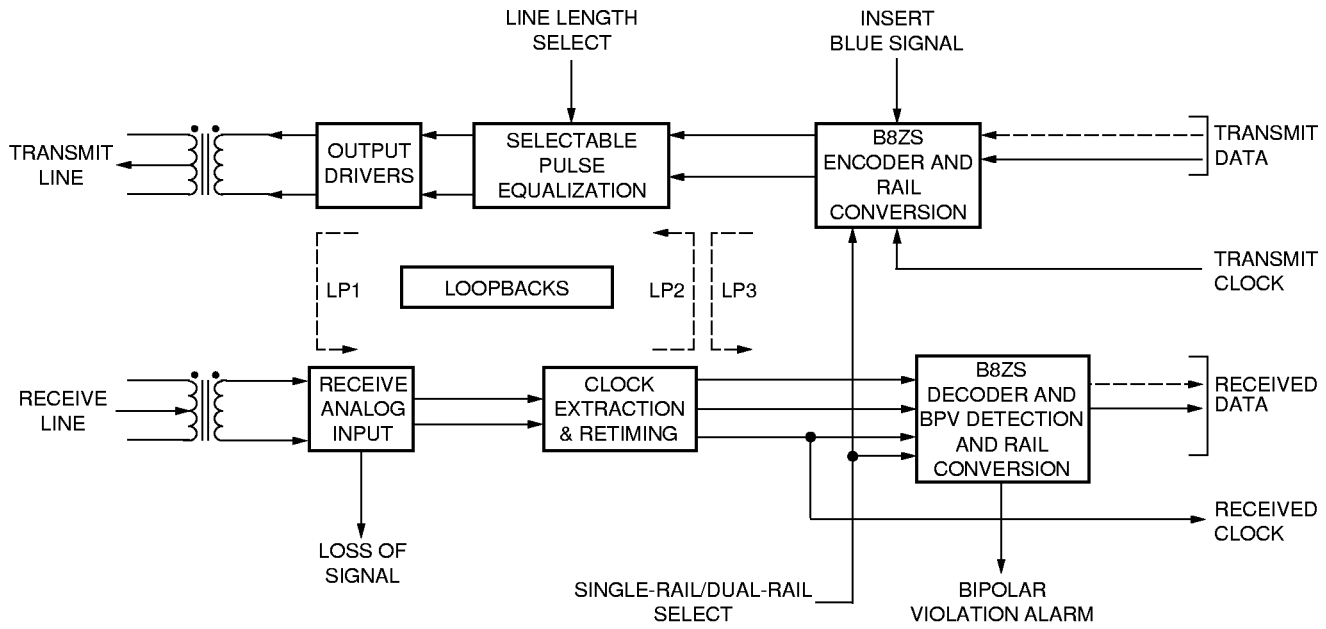 LINE LENGTH
SELECT
INSERT
BLUE SIGNAL
TRANSMIT
LINE
OUTPUT
DRIVERS
SELECTABLE
PULSE
EQUALIZATION
B8ZS
ENCODER AND
RAIL
CONVERSION
TRANSMIT
DATA
TRANSMIT
CLOCK
LP1
LOOPBACKS
LP2
LP3
RECEIVE
LINE
RECEIVE
ANALOG
INPUT
CLOCK
EXTRACTION
& RETIMING
B8ZS
DECODER AND
BPV DETECTION
AND RAIL
CONVERSION
RECEIVED
DATA
RECEIVED
CLOCK
LOSS OF
SIGNAL
SINGLE-RAIL/DUAL-RAIL
SELECT
BIPOLAR
VIOLATION ALARM